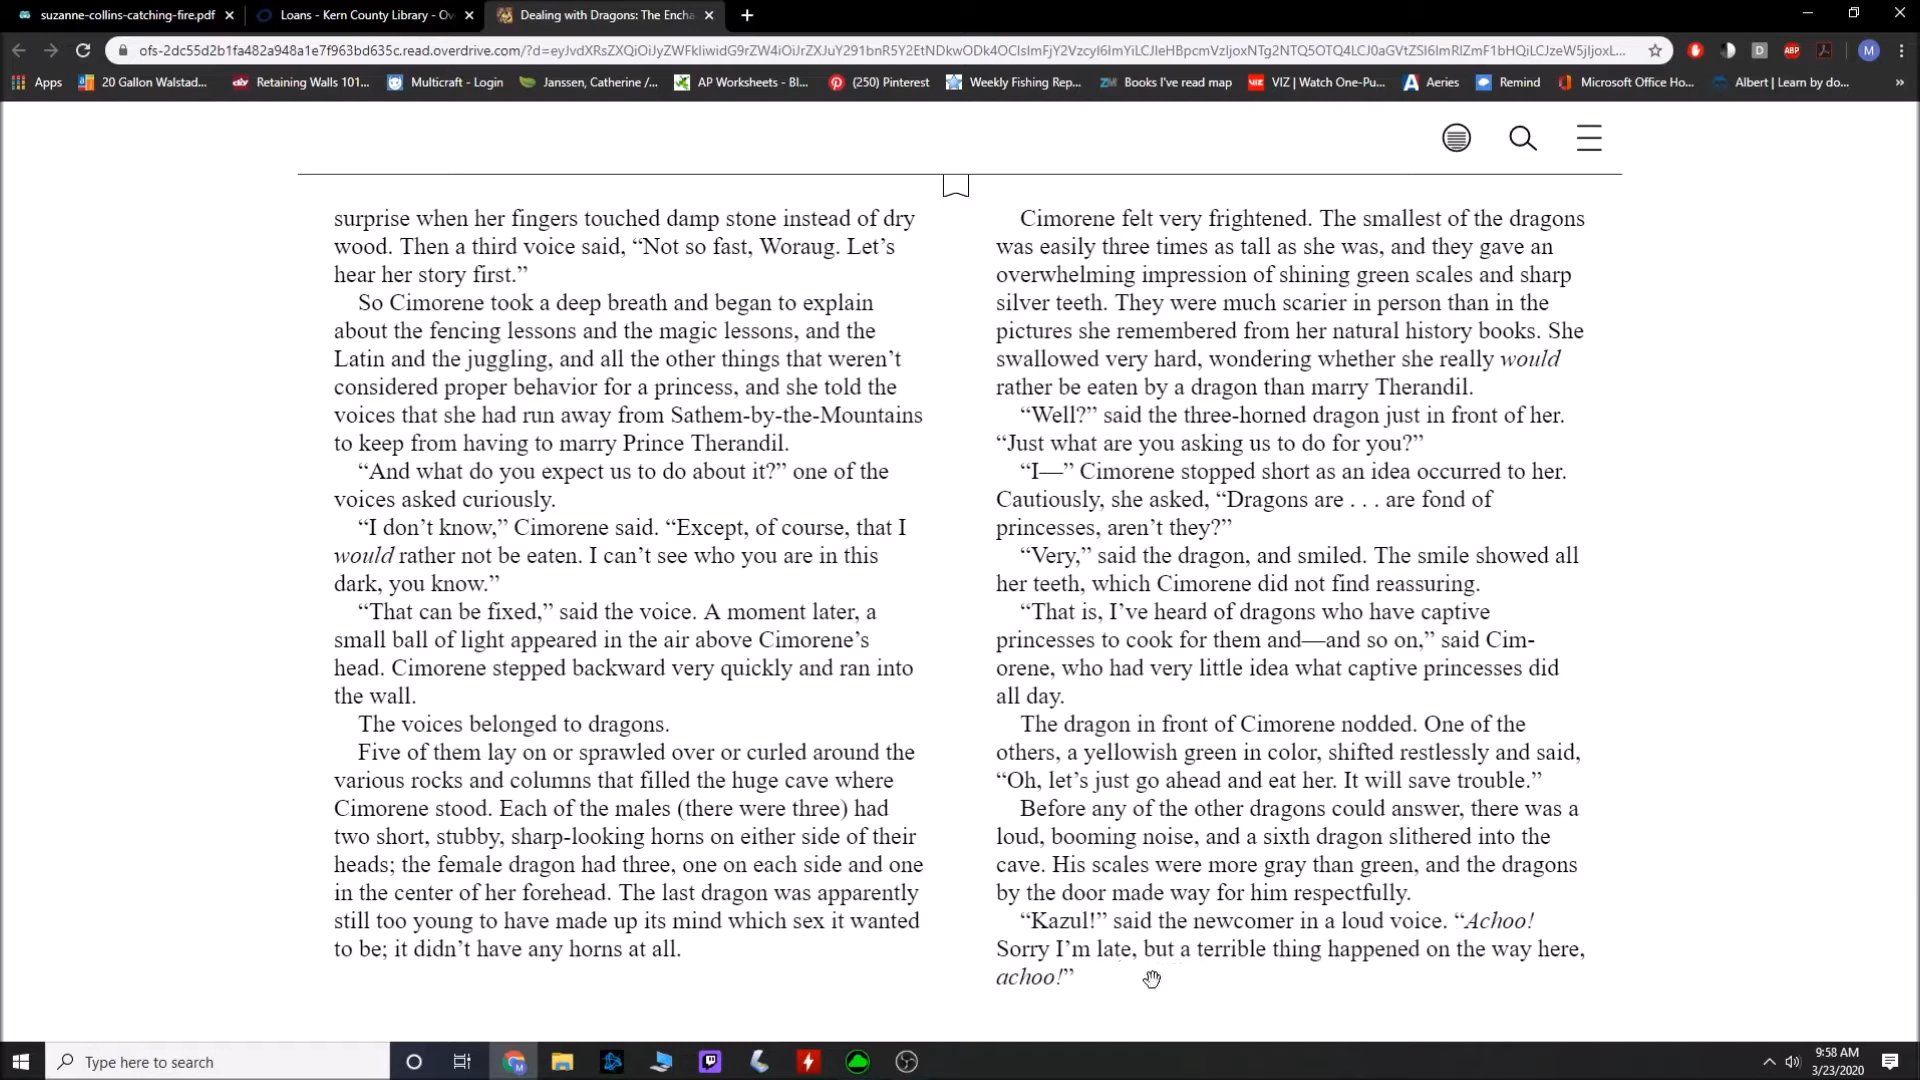 suzanne-collins-catching-fire.pdf
Loans - Kern County Library - Ov
Dealing with Dragons: The Encha
ofs-2dc55d2b1fa482a948a1e7f963bd635c.read.overdrive.com/?d=
Apps
20 Gallon Walstad...
Retaining Walls 101...
Multicraft - Login
Janssen, Catherine /...
AP Worksheets - Bl...
(250) Pinterest
Weekly Fishing Rep...
Books I've read map
VIZ | Watch One-Pu...
Aeries
Remind
Microsoft Office Ho...
Albert | Learn by do...
surprise when her fingers touched damp stone instead of dry
wood. Then a third voice said, “Not so fast, Woraug. Let’s
hear her story first.”
So Cimorene took a deep breath and began to explain
about the fencing lessons and the magic lessons, and the
Latin and the juggling, and all the other things that weren’t
considered proper behavior for a princess, and she told the
voices that she had run away from Sathem-by-the-Mountains
to keep from having to marry Prince Therandil.
“And what do you expect us to do about it?” one of the
voices asked curiously.
“I don’t know,” Cimorene said. “Except, of course, that I
would rather not be eaten. I can’t see who you are in this
dark, you know.”
“That can be fixed,” said the voice. A moment later, a
small ball of light appeared in the air above Cimorene’s
head. Cimorene stepped backward very quickly and ran into
the wall.
The voices belonged to dragons.
Five of them lay on or sprawled over or curled around the
various rocks and columns that filled the huge cave where
Cimorene stood. Each of the males (there were three) had
two short, stubby, sharp-looking horns on either side of their
heads; the female dragon had three, one on each side and one
in the center of her forehead. The last dragon was apparently
still too young to have made up its mind which sex it wanted
to be; it didn’t have any horns at all.
Cimorene felt very frightened. The smallest of the dragons
was easily three times as tall as she was, and they gave an
overwhelming impression of shining green scales and sharp
silver teeth. They were much scarier in person than in the
pictures she remembered from her natural history books. She
swallowed very hard, wondering whether she really would
rather be eaten by a dragon than marry Therandil.
“Well?” said the three-horned dragon just in front of her.
“Just what are you asking us to do for you?”
“I—” Cimorene stopped short as an idea occurred to her.
Cautiously, she asked, “Dragons are . . . are fond of
princesses, aren’t they?”
“Very,” said the dragon, and smiled. The smile showed all
her teeth, which Cimorene did not find reassuring.
“That is, I’ve heard of dragons who have captive
princesses to cook for them and—and so on,” said Cim-
orene, who had very little idea what captive princesses did
all day.
The dragon in front of Cimorene nodded. One of the
others, a yellowish green in color, shifted restlessly and said,
“Oh, let’s just go ahead and eat her. It will save trouble.”
Before any of the other dragons could answer, there was a
loud, booming noise, and a sixth dragon slithered into the
cave. His scales were more gray than green, and the dragons
by the door made way for him respectfully.
“Kazul!” said the newcomer in a loud voice. “Achoo!
Sorry I’m late, but a terrible thing happened on the way here,
achoo!”
Type here to search
9:58 AM
3/23/2020